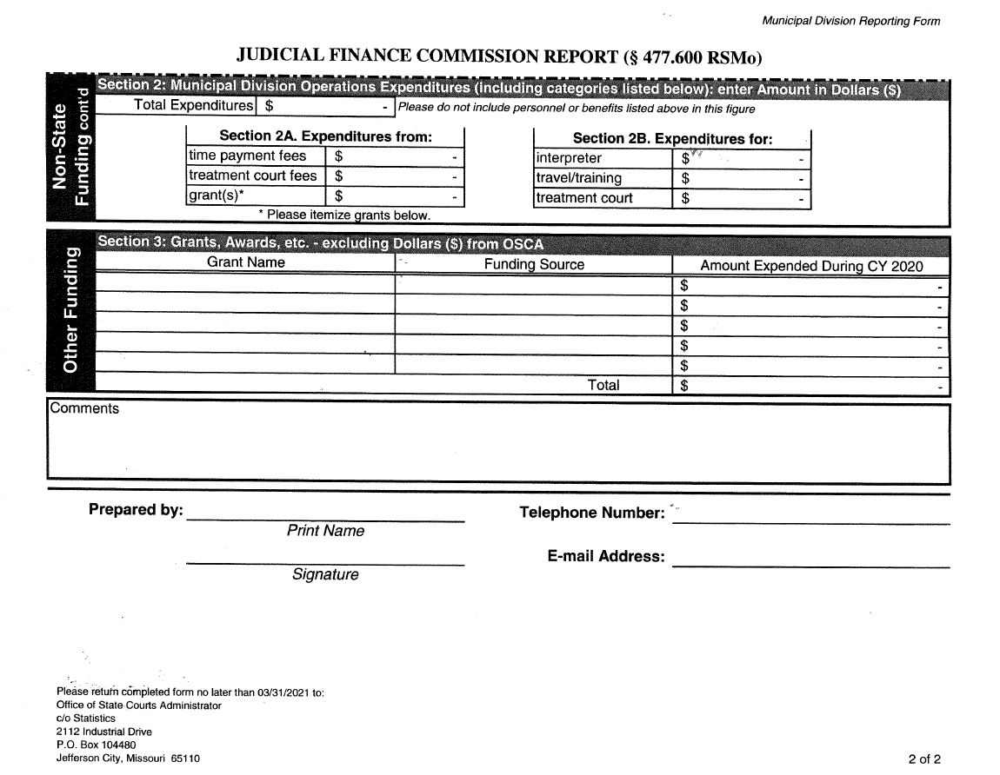 Municipal Division Reporting Form
JUDICIAL FINANCE COMMISSION REPORT (§ 477.600 RSMo)
Non-State
Funding cont'd
Section 2: Municipal Division Operations Expenditures (including categories listed below): enter Amount in Dollars ($)
Total Expenditures $ - Please do not include personnel or benefits listed above in this figure
Section 2A. Expenditures from:
time payment fees $ -
treatment court fees $ -
grant(s)* $ -
* Please itemize grants below.
Section 2B. Expenditures for:
interpreter $ -
travel/training $ -
treatment court $ -
Other Funding
Section 3: Grants, Awards, etc. - excluding Dollars ($) from OSCA
Grant Name Funding Source Amount Expended During CY 2020
$ -
$ -
$ -
$ -
$ -
Total $ -
Comments
Prepared by:
Print Name
Signature
Telephone Number:
E-mail Address:
Please return completed form no later than 03/31/2021 to:
Office of State Courts Administrator
c/o Statistics
2112 Industrial Drive
P.O. Box 104480
Jefferson City, Missouri 65110
2 of 2